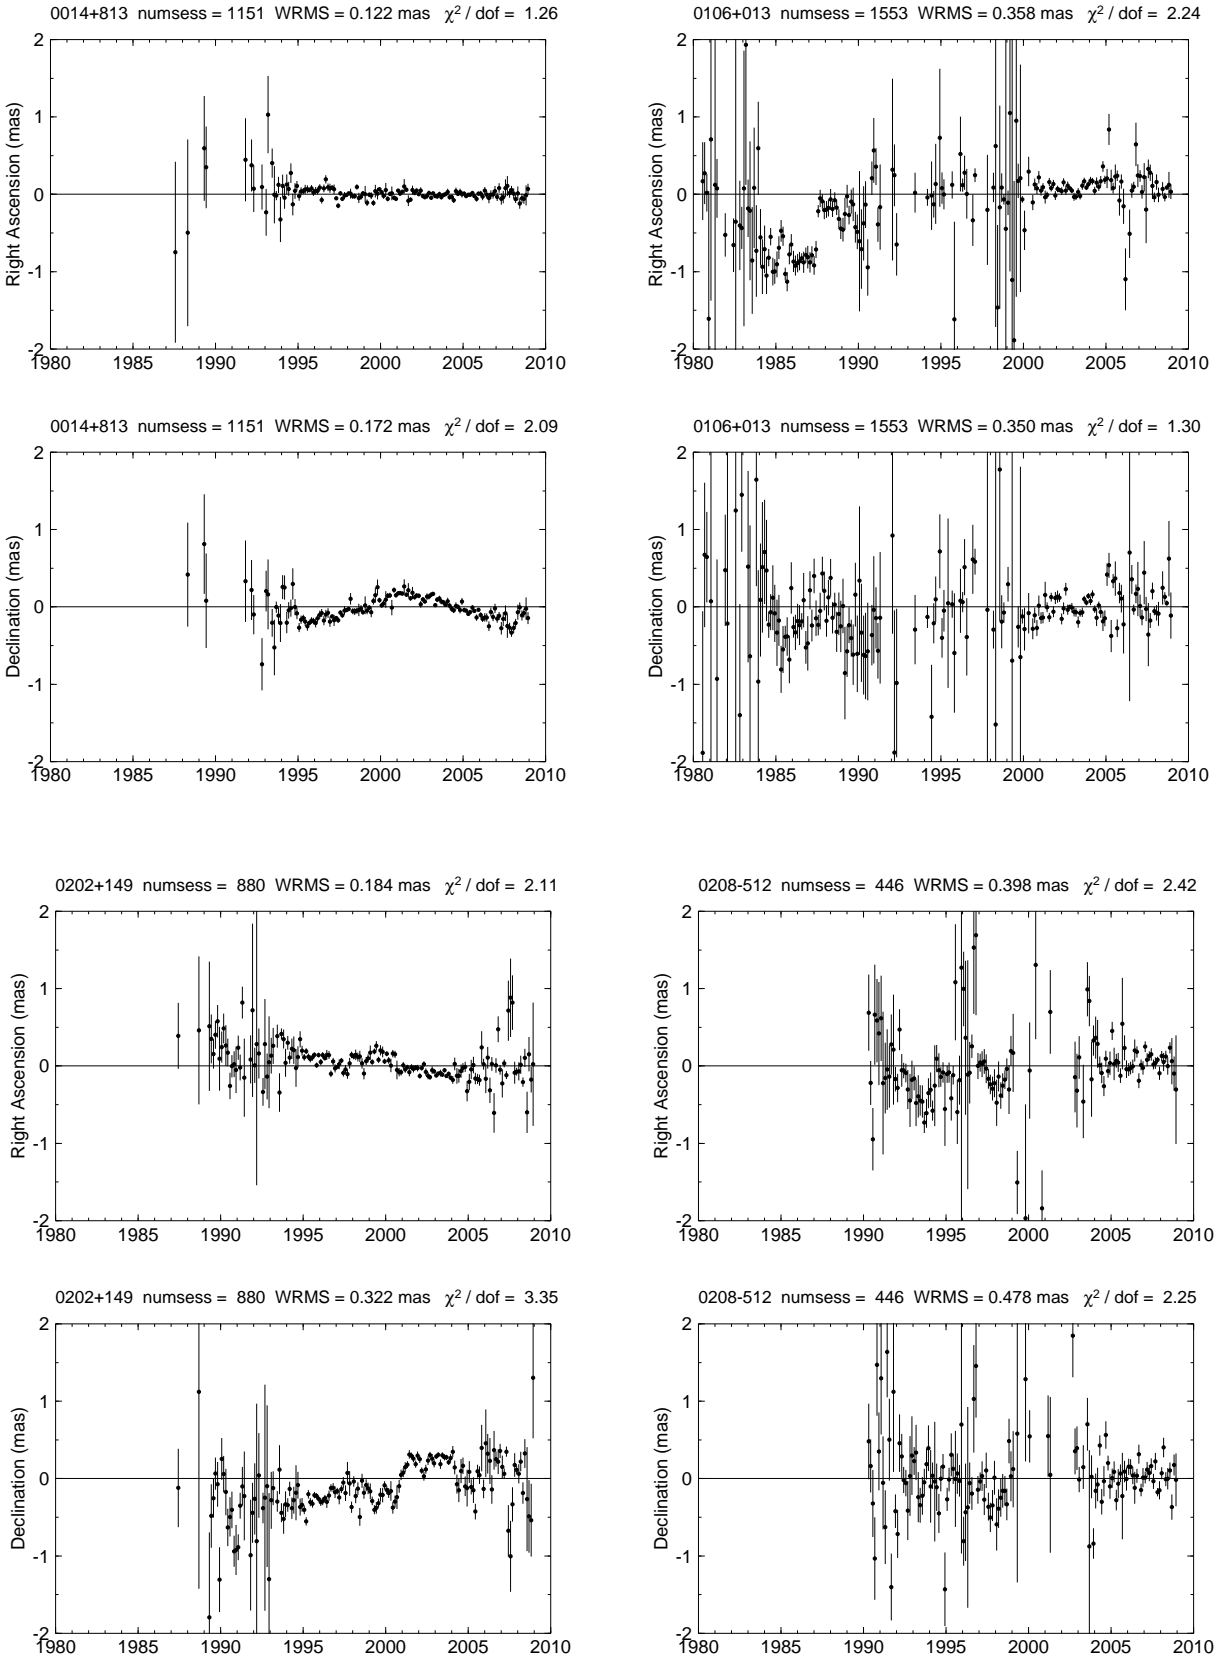 0014+813 numsess = 1151 WRMS = 0.122 mas χ² / dof = 1.26
2
1
0
-1
-2
Right Ascension (mas)
1980 1985 1990 1995 2000 2005 2010
0106+013 numsess = 1553 WRMS = 0.358 mas χ² / dof = 2.24
2
1
0
-1
-2
Right Ascension (mas)
1980 1985 1990 1995 2000 2005 2010
0014+813 numsess = 1151 WRMS = 0.172 mas χ² / dof = 2.09
2
1
0
-1
-2
Declination (mas)
1980 1985 1990 1995 2000 2005 2010
0106+013 numsess = 1553 WRMS = 0.350 mas χ² / dof = 1.30
2
1
0
-1
-2
Declination (mas)
1980 1985 1990 1995 2000 2005 2010
0202+149 numsess = 880 WRMS = 0.184 mas χ² / dof = 2.11
2
1
0
-1
-2
Right Ascension (mas)
1980 1985 1990 1995 2000 2005 2010
0208-512 numsess = 446 WRMS = 0.398 mas χ² / dof = 2.42
2
1
0
-1
-2
Right Ascension (mas)
1980 1985 1990 1995 2000 2005 2010
0202+149 numsess = 880 WRMS = 0.322 mas χ² / dof = 3.35
2
1
0
-1
-2
Declination (mas)
1980 1985 1990 1995 2000 2005 2010
0208-512 numsess = 446 WRMS = 0.478 mas χ² / dof = 2.25
2
1
0
-1
-2
Declination (mas)
1980 1985 1990 1995 2000 2005 2010